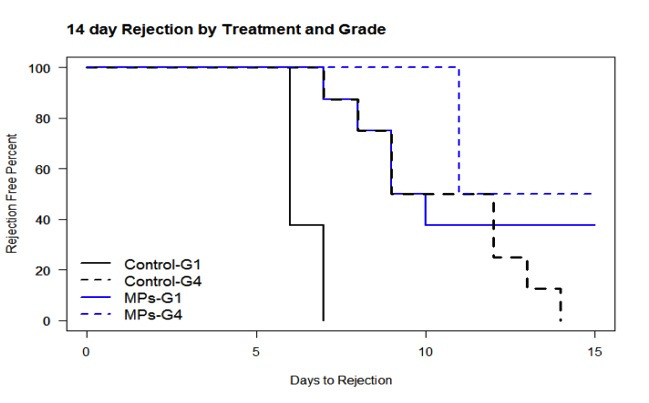 14 day Rejection by Treatment and Grade
Rejection Free Percent
100
80
60
40
20
0
Control-G1
Control-G4
MPs-G1
MPs-G4
0 5 10 15
Days to Rejection